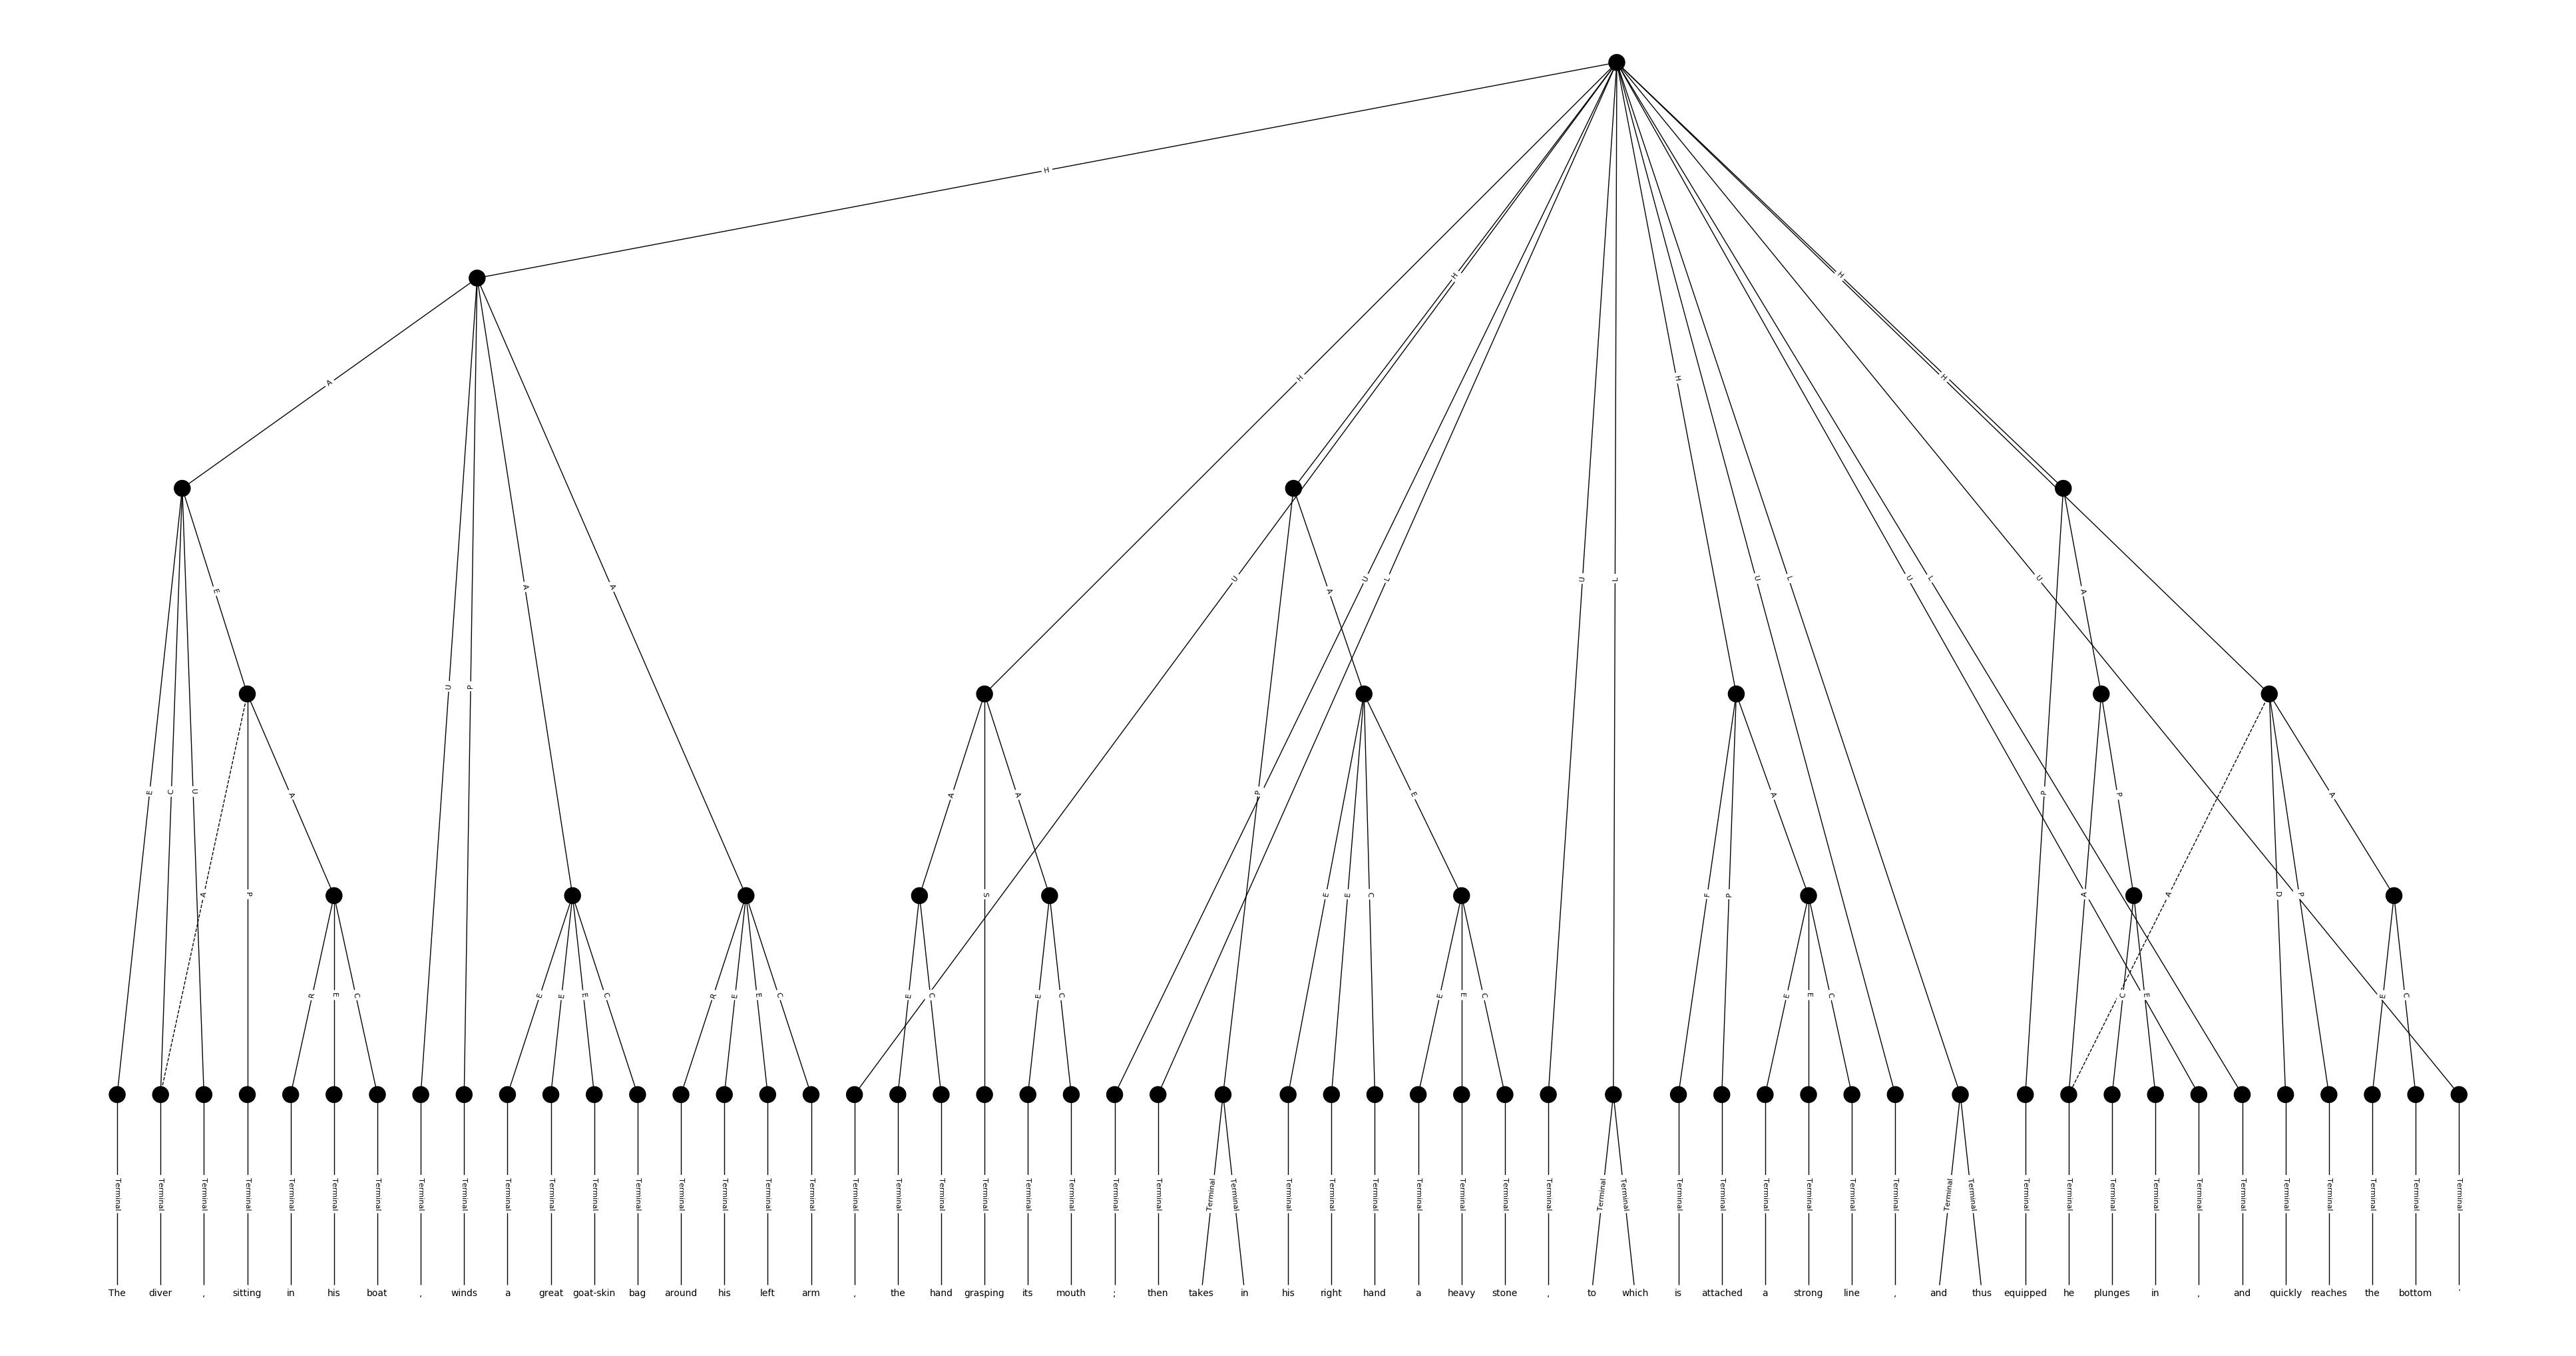 H
H H
A H H H
A A
U U L U L H U L U L U
E A A
U P
E C U P P
A A A A P A
A P S E E C F P A A D P
R E C E E E C R E E C E C E C E E C E E C C E E C
Terminal Terminal Terminal Terminal Terminal Terminal Terminal Terminal Terminal Terminal Terminal Terminal Terminal Terminal Terminal Terminal Terminal Terminal Terminal Terminal Terminal Terminal Terminal Terminal Terminal Terminal Terminal Terminal Terminal Terminal Terminal Terminal Terminal Terminal Terminal Terminal Terminal Terminal Terminal Terminal Terminal Terminal Terminal Terminal Terminal Terminal Terminal Terminal Terminal Terminal Terminal Terminal Terminal Terminal Terminal
The diver , sitting in his boat , winds a great goat-skin bag around his left arm , the hand grasping its mouth ; then takes in his right hand a heavy stone , to which is attached a strong line , and thus equipped he plunges in , and quickly reaches the bottom .